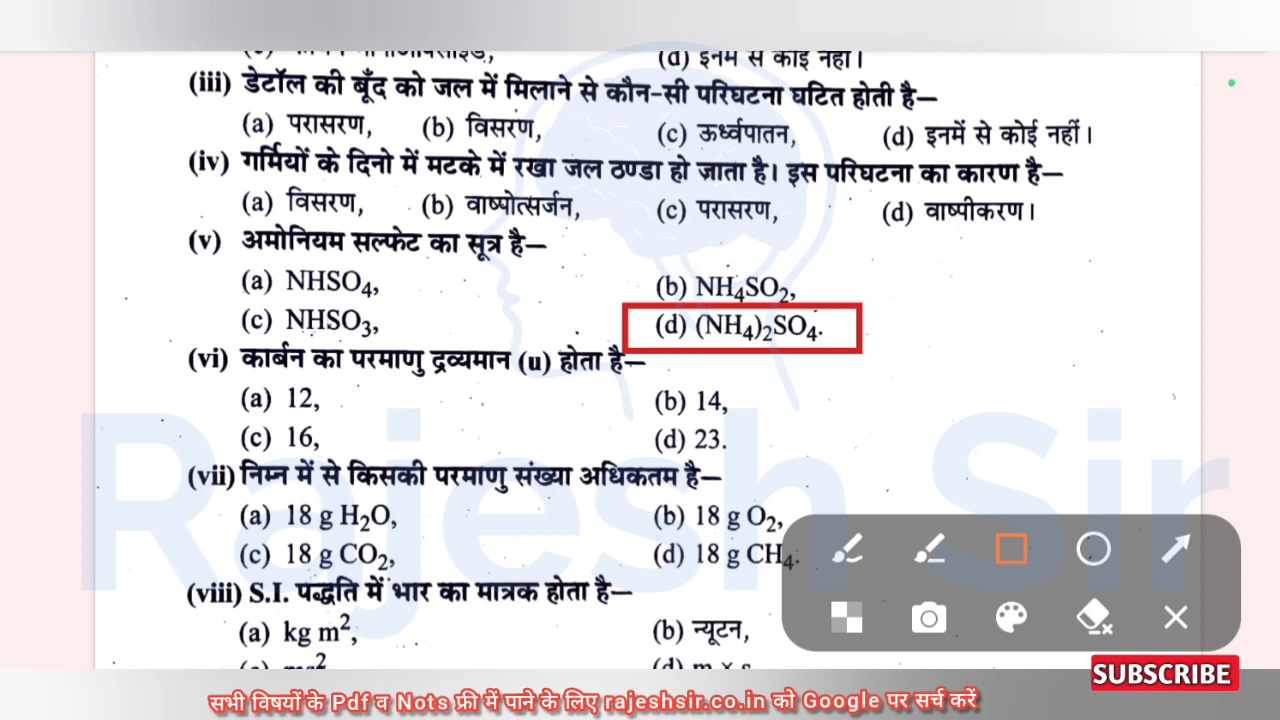 (d) इनमें से कोई नहीं।
(iii) डेटॉल की बूँद को जल में मिलाने से कौन-सी परिघटना घटित होती है—
(a) परासरण, (b) विसरण, (c) ऊर्ध्वपातन, (d) इनमें से कोई नहीं।
(iv) गर्मियों के दिनो में मटके में रखा जल ठण्डा हो जाता है। इस परिघटना का कारण है—
(a) विसरण, (b) वाष्पोत्सर्जन, (c) परासरण, (d) वाष्पीकरण।
(v) अमोनियम सल्फेट का सूत्र है—
(a) NHSO₄, (b) NH₄SO₂,
(c) NHSO₃, (d) (NH₄)₂SO₄.
(vi) कार्बन का परमाणु द्रव्यमान (u) होता है—
(a) 12, (b) 14,
(c) 16, (d) 23.
(vii) निम्न में से किसकी परमाणु संख्या अधिकतम है—
(a) 18 g H₂O, (b) 18 g O₂,
(c) 18 g CO₂, (d) 18 g CH₄.
(viii) S.I. पद्धति में भार का मात्रक होता है—
(a) kg m², (b) न्यूटन,
Rajesh Sir
SUBSCRIBE
सभी विषयों के Pdf व Nots फ्री में पाने के लिए rajeshsir.co.in को Google पर सर्च करें